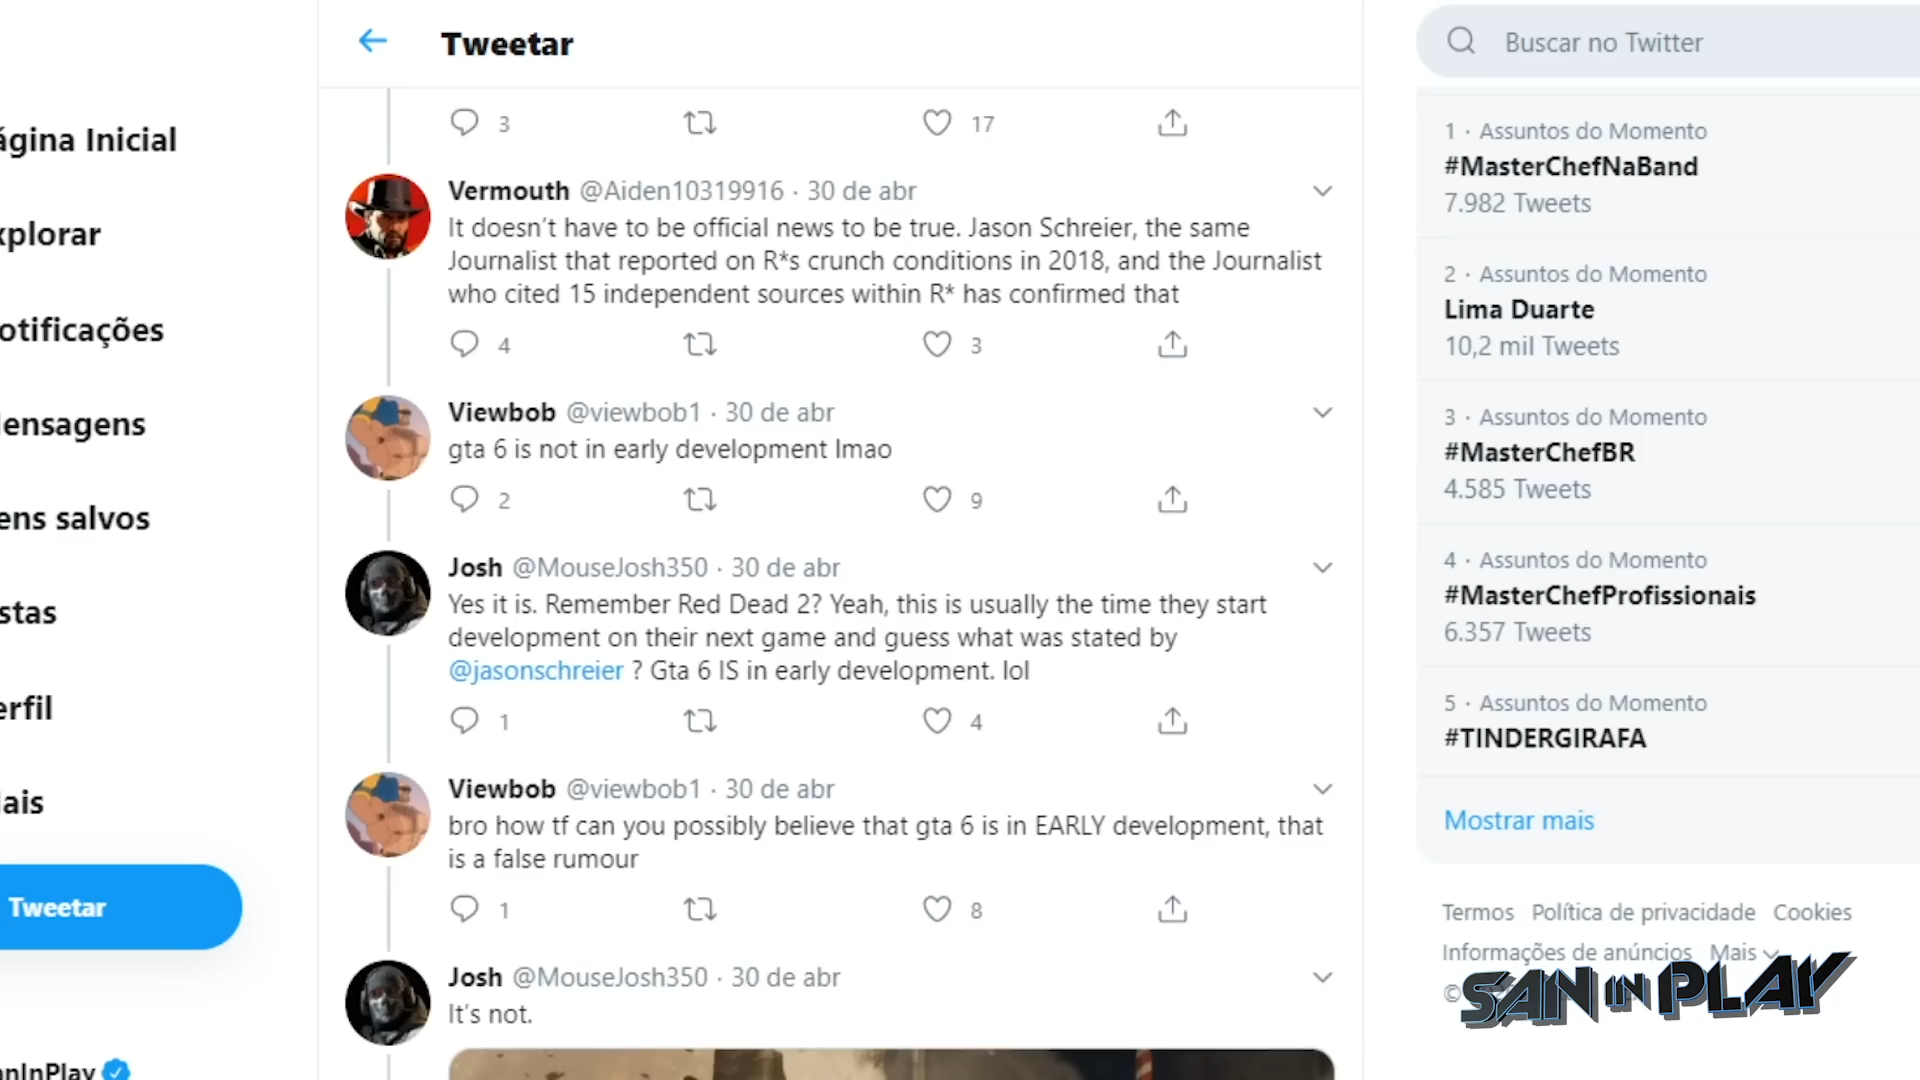 ágina Inicial
xplorar
otificações
ensagens
ens salvos
stas
erfil
ais
Tweetar
anInPlay
Tweetar
3 17
Vermouth @Aiden10319916 · 30 de abr
It doesn’t have to be official news to be true. Jason Schreier, the same
Journalist that reported on R*s crunch conditions in 2018, and the Journalist
who cited 15 independent sources within R* has confirmed that
4 3
Viewbob @viewbob1 · 30 de abr
gta 6 is not in early development lmao
2 9
Josh @MouseJosh350 · 30 de abr
Yes it is. Remember Red Dead 2? Yeah, this is usually the time they start
development on their next game and guess what was stated by
@jasonschreier ? Gta 6 IS in early development. lol
1 4
Viewbob @viewbob1 · 30 de abr
bro how tf can you possibly believe that gta 6 is in EARLY development, that
is a false rumour
1 8
Josh @MouseJosh350 · 30 de abr
It’s not.
Buscar no Twitter
1 · Assuntos do Momento
#MasterChefNaBand
7.982 Tweets
2 · Assuntos do Momento
Lima Duarte
10,2 mil Tweets
3 · Assuntos do Momento
#MasterChefBR
4.585 Tweets
4 · Assuntos do Momento
#MasterChefProfissionais
6.357 Tweets
5 · Assuntos do Momento
#TINDERGIRAFA
Mostrar mais
Termos Política de privacidade Cookies
Informações de anúncios Mais
©
SAN IN PLAY